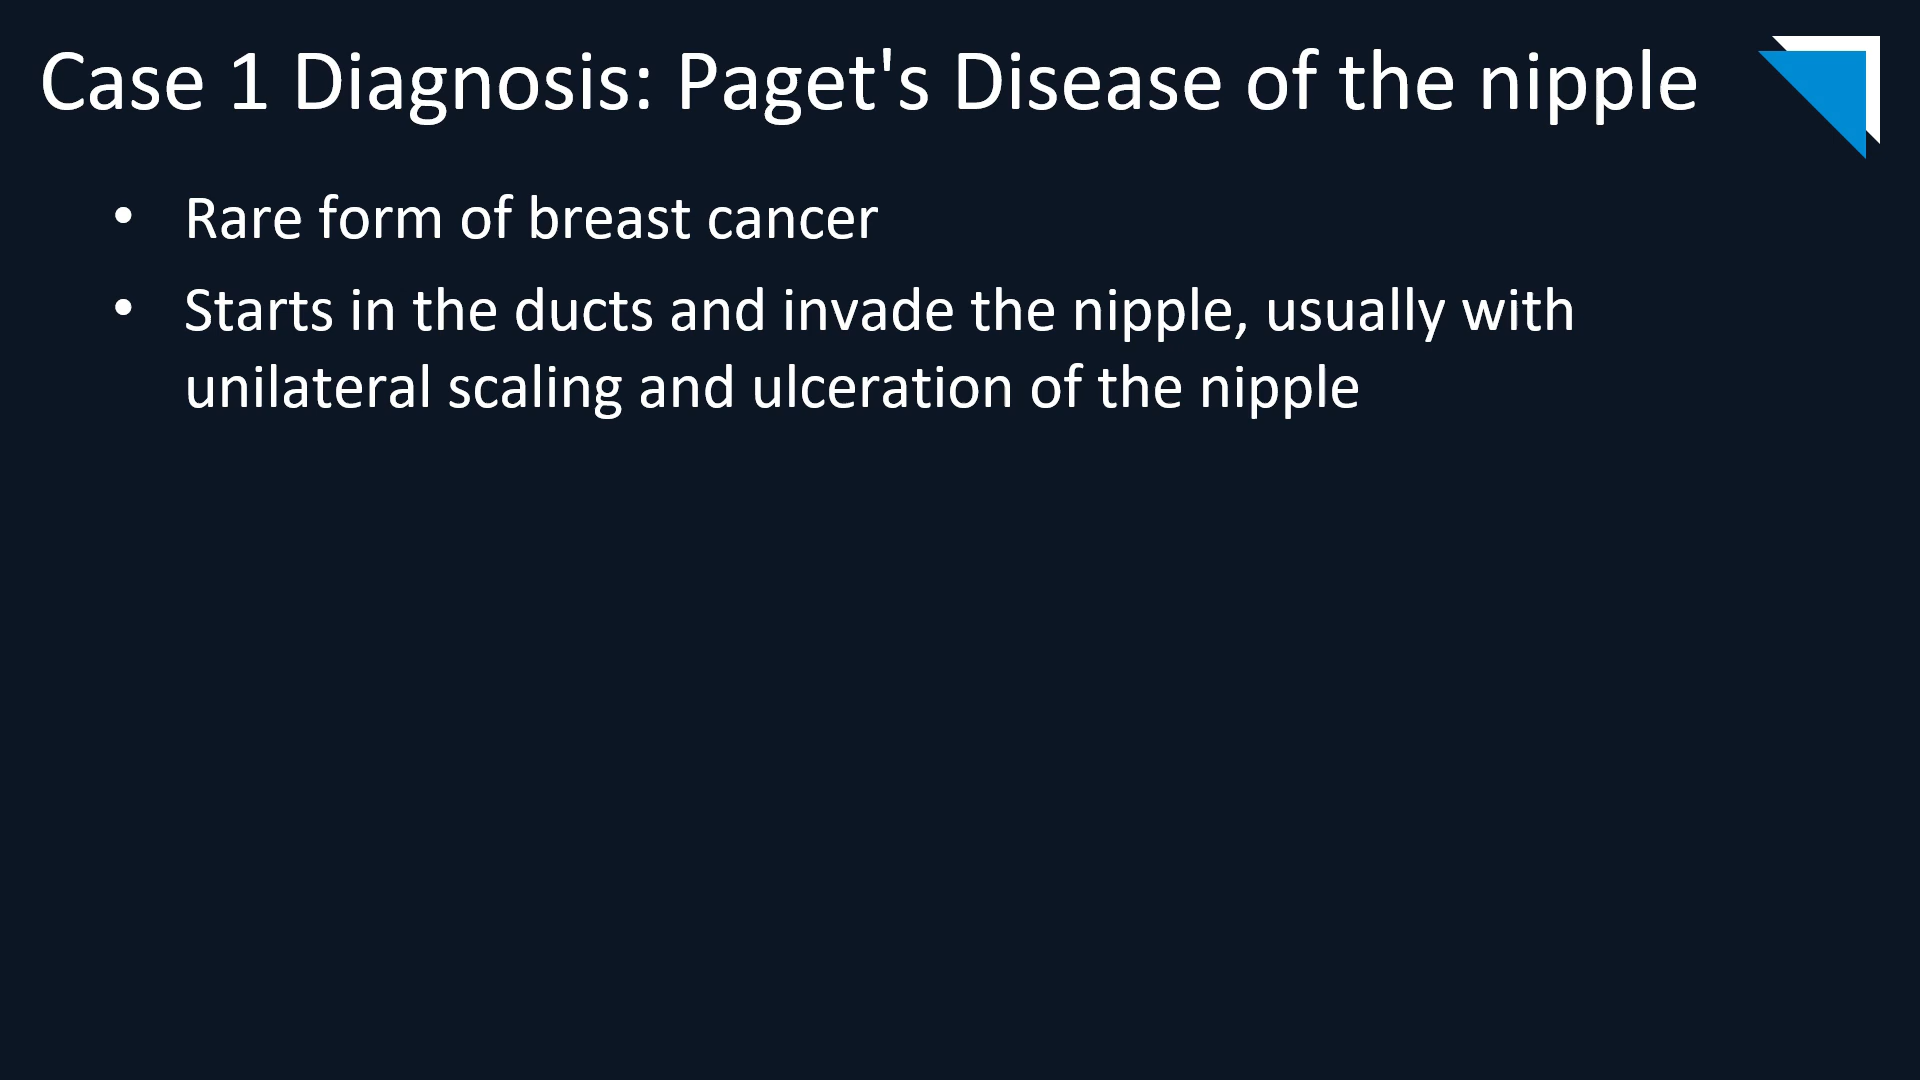 Case 1 Diagnosis: Paget's Disease of the nipple
• Rare form of breast cancer
• Starts in the ducts and invade the nipple, usually with
unilateral scaling and ulceration of the nipple